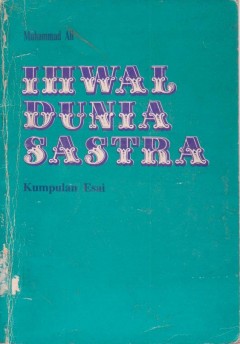 Muhammad Ali
IHWAL
DUNIA
SASTRA
Kumpulan Esai